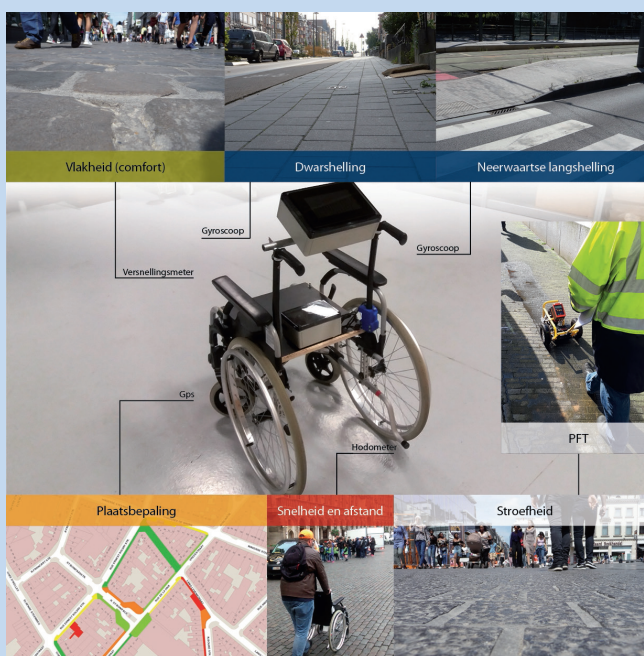 Vlakheid (comfort)
Dwarshelling
Neerwaartse langshelling
Gyroscoop
Gyroscoop
Versnellingsmeter
Gps
Hodometer
PFT
Plaatsbepaling
Snelheid en afstand
Stroefheid